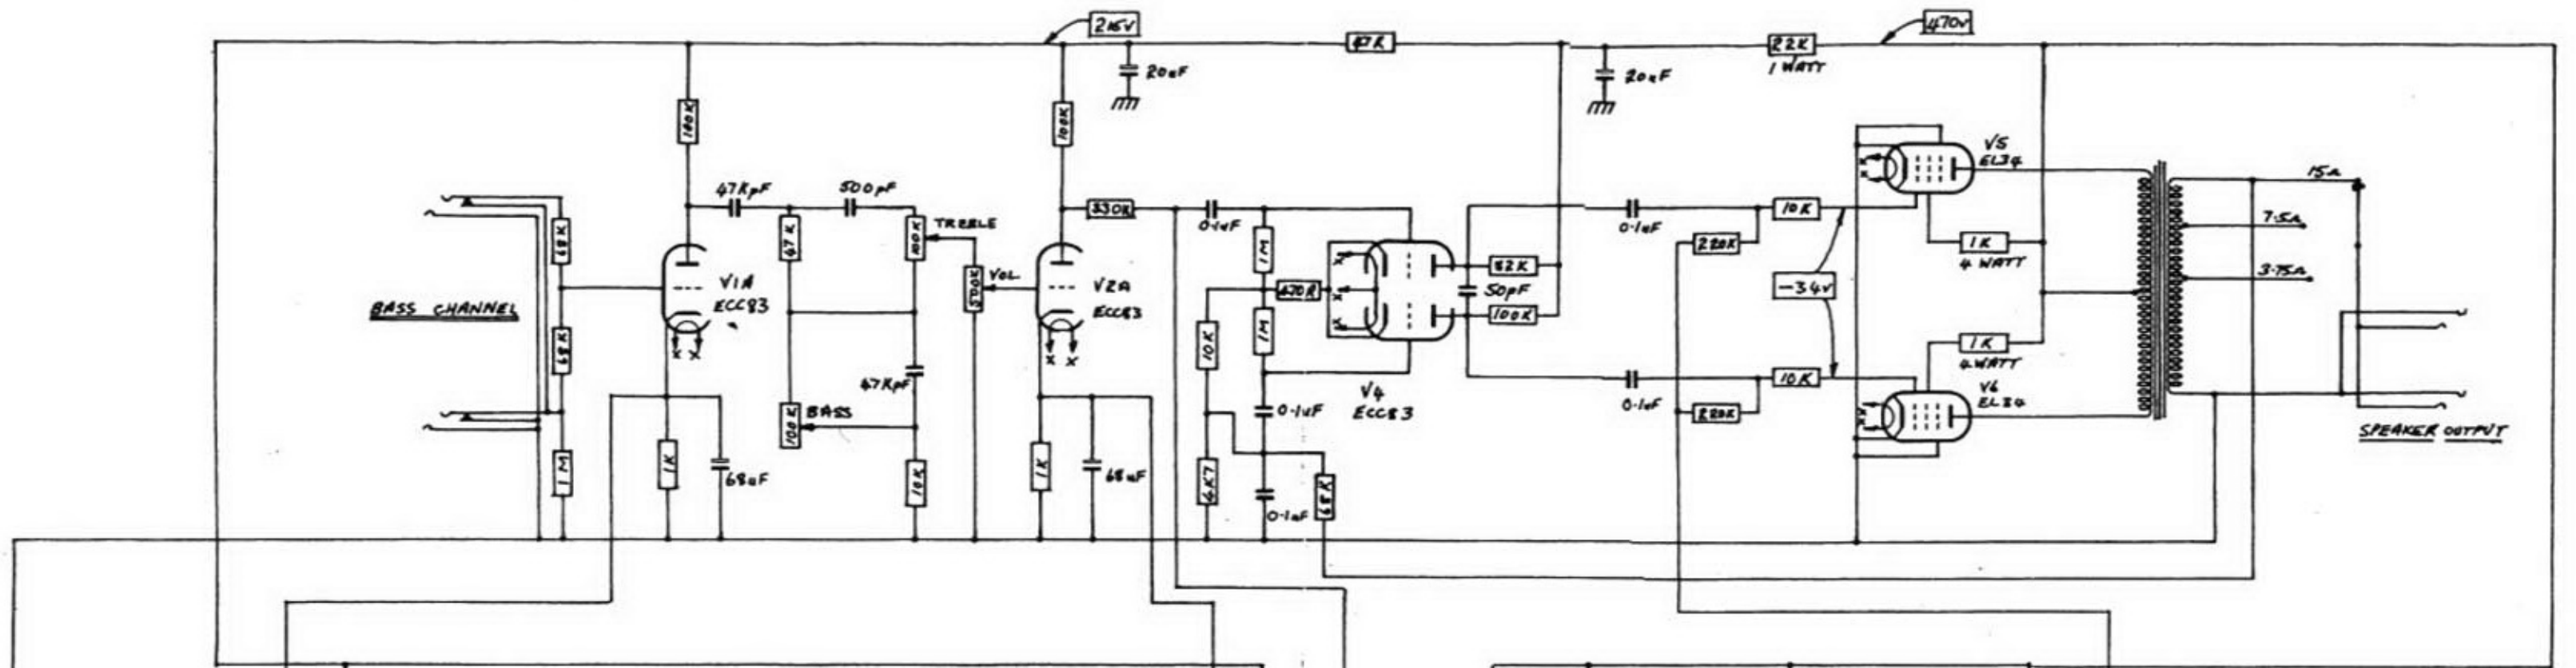 215v
470v
47K
22K
1 WATT
20uF
20uF
100K
100K
V5
EL34
47KpF
500pF
15Ω
330K
0.1uF
10K
68K
47K
100K
TREBLE
1M
0.1uF
220K
1K
4 WATT
7.5Ω
500K
VOL
82K
V1A
ECC83
V2A
ECC83
470R
50pF
-34v
3.75Ω
BASS CHANNEL
100K
68K
10K
1M
1K
4 WATT
47KpF
10K
V4
ECC83
0.1uF
0.1uF
220K
V6
EL34
100K
BASS
SPEAKER OUTPUT
1M
1K
68uF
10K
1K
68uF
4K7
0.1uF
68K
x x
x x
x
x
x
x
x
x
x